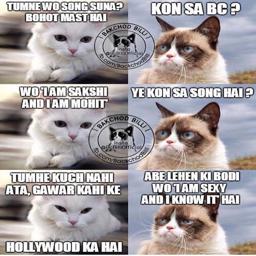 TUMNE WO SONG SUNA?
BOHOT MAST HAI
KON SA BC ?
BAKCHOD BILLI
WO 'I AM SAKSHI
AND I AM MOHIT'
YE KON SA SONG HAI ?
BAKCHOD BILLI
TUMHE KUCH NAHI
ATA, GAWAR KAHI KE
HOLLYWOOD KA HAI
ABE LEHEN KI BODI
WO 'I AM SEXY
AND I KNOW IT' HAI